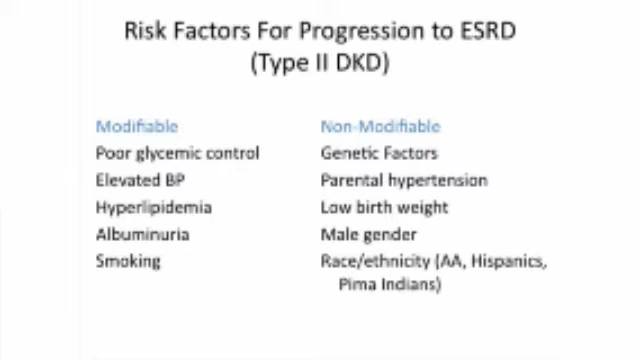 Risk Factors For Progression to ESRD
(Type II DKD)
Modifiable
Poor glycemic control
Elevated BP
Hyperlipidemia
Albuminuria
Smoking
Non-Modifiable
Genetic Factors
Parental hypertension
Low birth weight
Male gender
Race/ethnicity (AA, Hispanics,
Pima Indians)